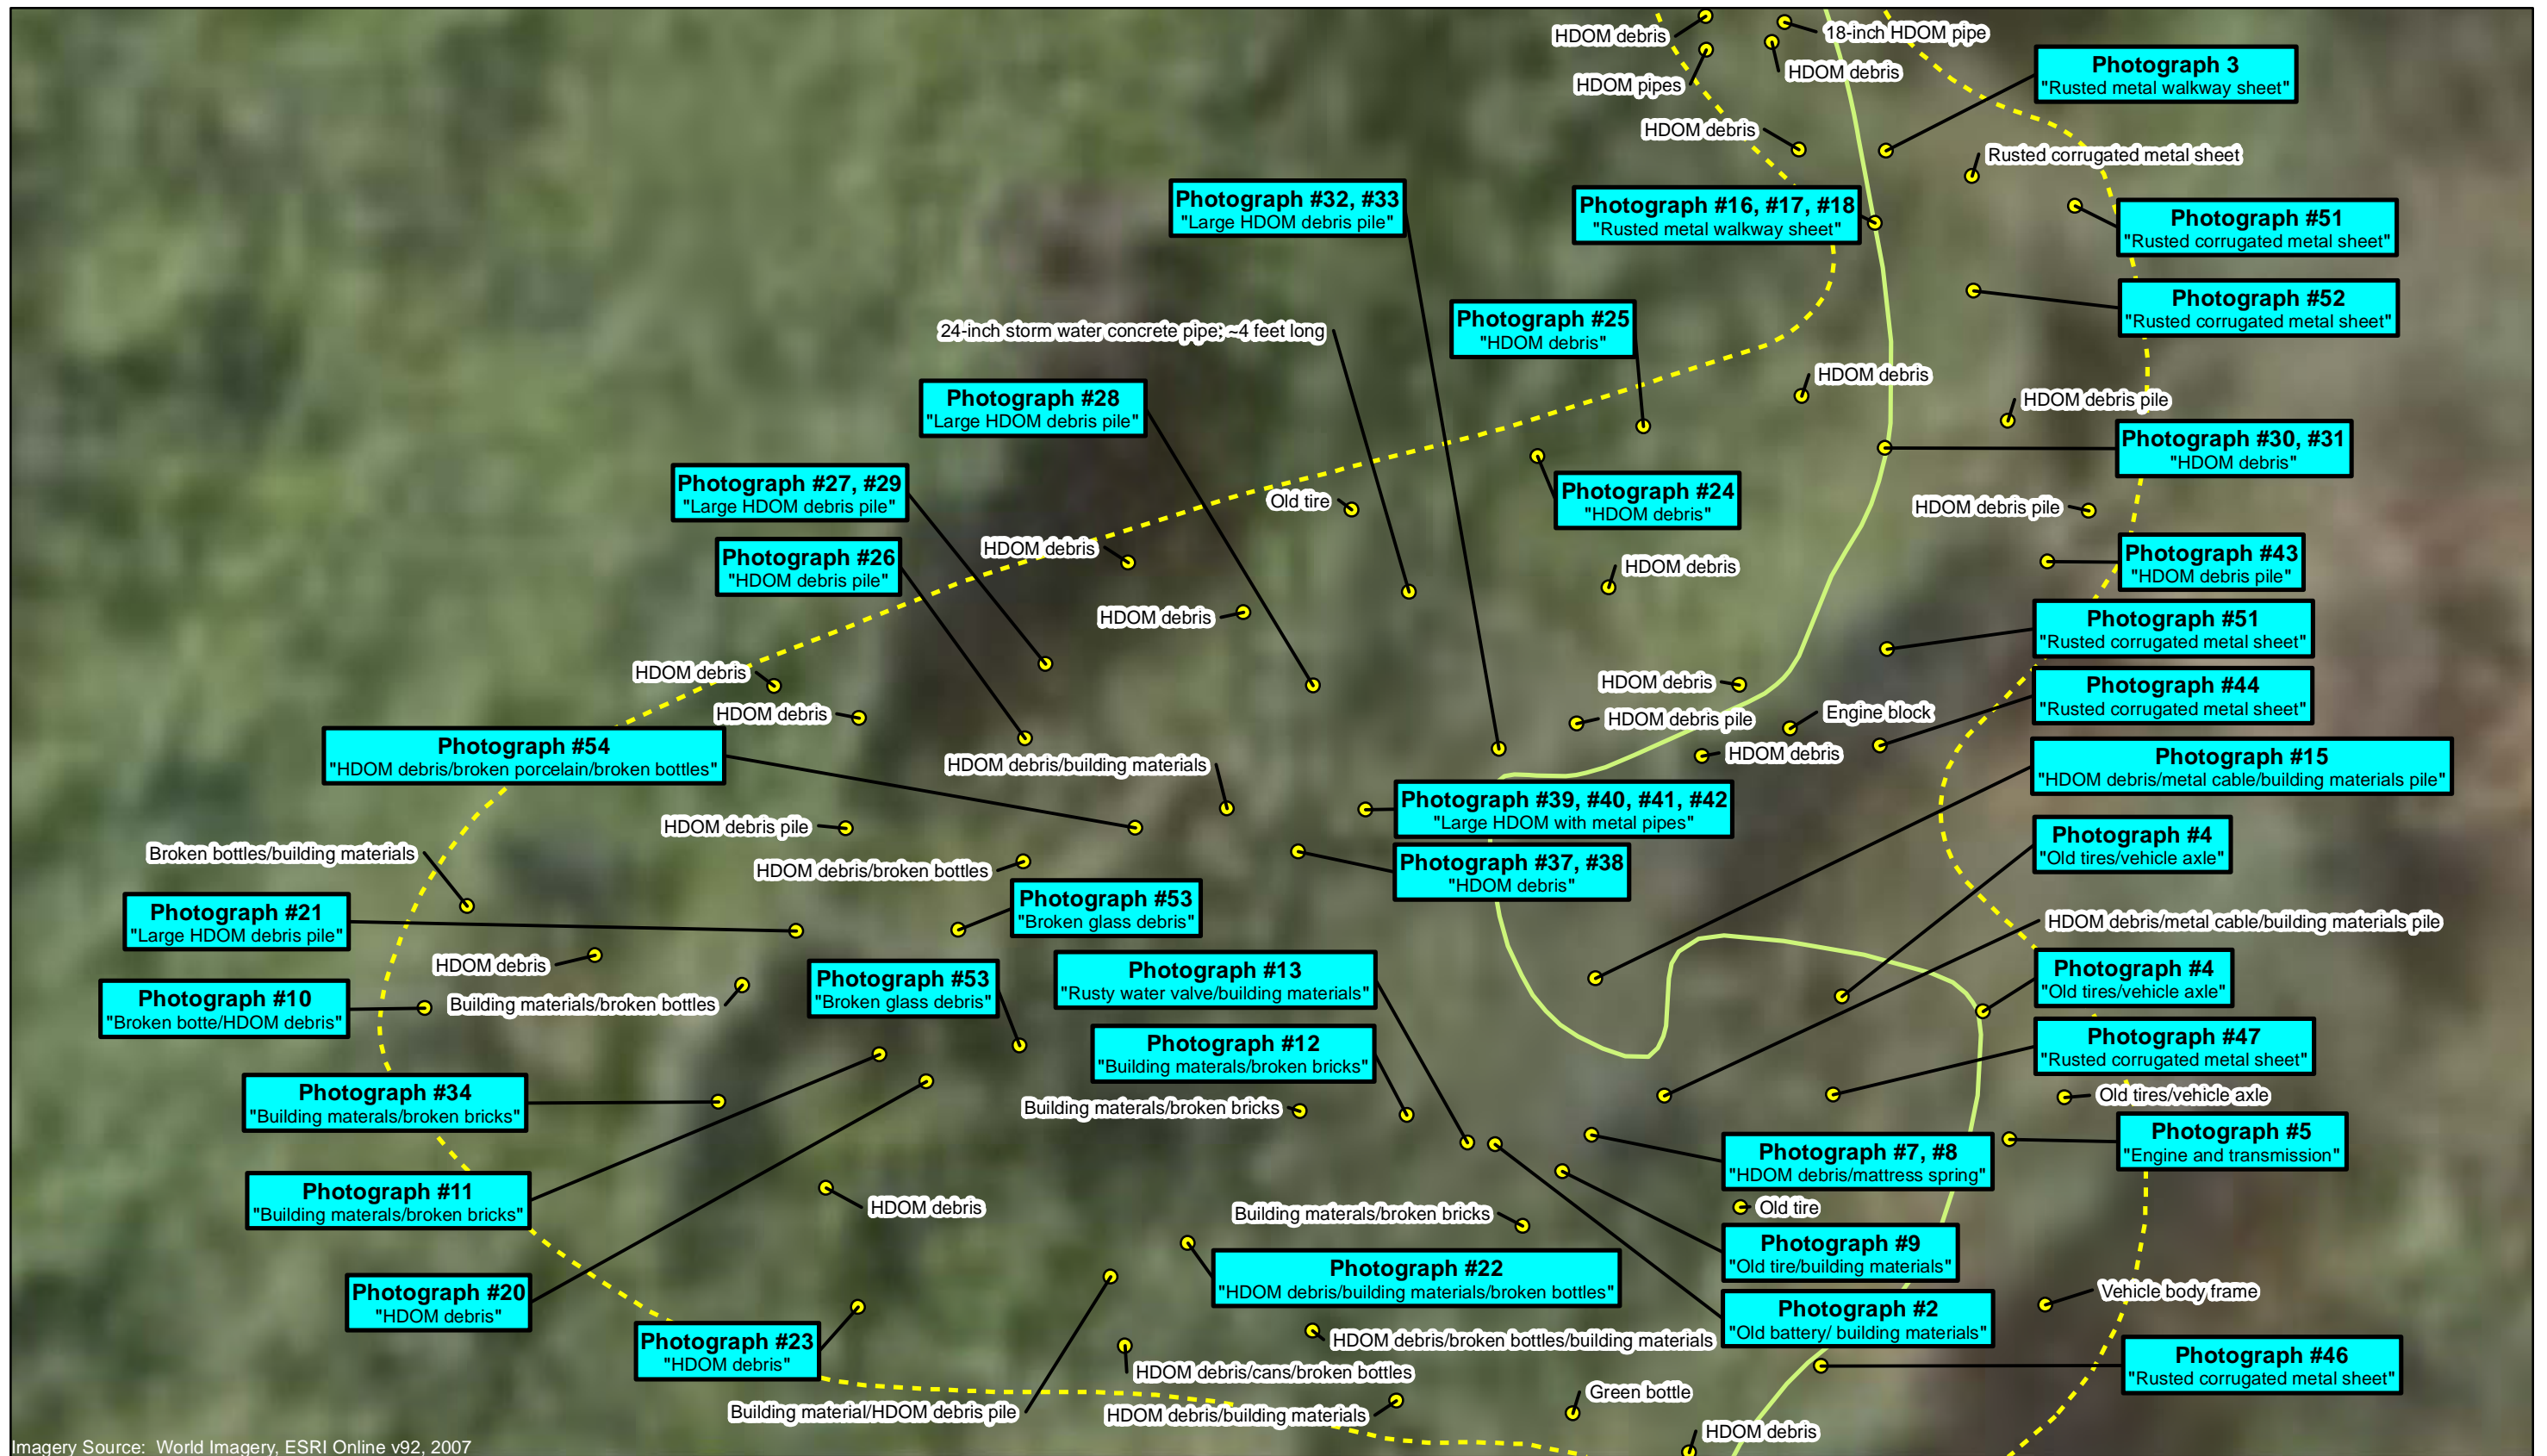 HDOM debris
18-inch HDOM pipe
HDOM debris
HDOM pipes
Photograph 3
"Rusted metal walkway sheet"
HDOM debris
Rusted corrugated metal sheet
Photograph #32, #33
"Large HDOM debris pile"
Photograph #16, #17, #18
"Rusted metal walkway sheet"
Photograph #51
"Rusted corrugated metal sheet"
Photograph #52
"Rusted corrugated metal sheet"
24-inch storm water concrete pipe; ~4 feet long
Photograph #25
"HDOM debris"
HDOM debris
Photograph #28
"Large HDOM debris pile"
HDOM debris pile
Photograph #30, #31
"HDOM debris"
Photograph #27, #29
"Large HDOM debris pile"
Old tire
Photograph #24
"HDOM debris"
HDOM debris pile
Photograph #26
"HDOM debris pile"
HDOM debris
HDOM debris
Photograph #43
"HDOM debris pile"
HDOM debris
Photograph #51
"Rusted corrugated metal sheet"
HDOM debris
HDOM debris
Photograph #44
"Rusted corrugated metal sheet"
HDOM debris
HDOM debris pile
Engine block
Photograph #54
"HDOM debris/broken porcelain/broken bottles"
HDOM debris/building materials
HDOM debris
Photograph #15
"HDOM debris/metal cable/building materials pile"
Photograph #39, #40, #41, #42
"Large HDOM with metal pipes"
HDOM debris pile
Broken bottles/building materials
HDOM debris/broken bottles
Photograph #37, #38
"HDOM debris"
Photograph #4
"Old tires/vehicle axle"
Photograph #21
"Large HDOM debris pile"
Photograph #53
"Broken glass debris"
HDOM debris/metal cable/building materials pile
HDOM debris
Photograph #53
"Broken glass debris"
Photograph #13
"Rusty water valve/building materials"
Photograph #4
"Old tires/vehicle axle"
Photograph #10
"Broken botte/HDOM debris"
Building materials/broken bottles
Photograph #12
"Building materals/broken bricks"
Photograph #47
"Rusted corrugated metal sheet"
Photograph #34
"Building materals/broken bricks"
Building materals/broken bricks
Old tires/vehicle axle
Photograph #7, #8
"HDOM debris/mattress spring"
Photograph #5
"Engine and transmission"
Photograph #11
"Building materals/broken bricks"
HDOM debris
Building materals/broken bricks
Old tire
Photograph #9
"Old tire/building materials"
Photograph #20
"HDOM debris"
Photograph #22
"HDOM debris/building materials/broken bottles"
Vehicle body frame
Photograph #2
"Old battery/ building materials"
Photograph #23
"HDOM debris"
HDOM debris/broken bottles/building materials
HDOM debris/cans/broken bottles
Photograph #46
"Rusted corrugated metal sheet"
Building material/HDOM debris pile
HDOM debris/building materials
Green bottle
HDOM debris
Imagery Source:  World Imagery, ESRI Online v92, 2007